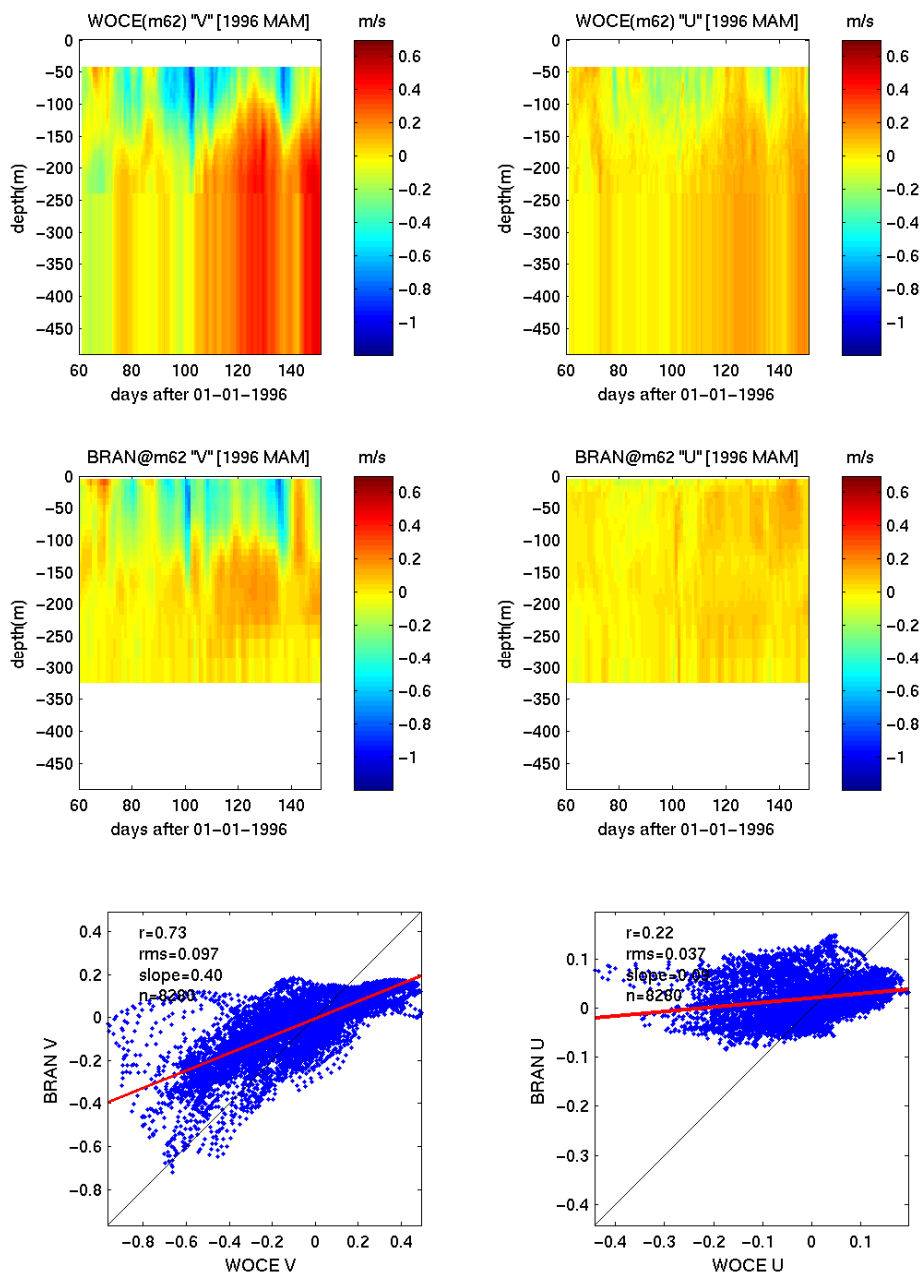 WOCE(m62) "V" [1996 MAM]
m/s
0
−50
−100
−150
−200
−250
−300
−350
−400
−450
depth(m)
60 80 100 120 140
days after 01−01−1996
0.6
0.4
0.2
0
−0.2
−0.4
−0.6
−0.8
−1
WOCE(m62) "U" [1996 MAM]
m/s
0
−50
−100
−150
−200
−250
−300
−350
−400
−450
depth(m)
60 80 100 120 140
days after 01−01−1996
0.6
0.4
0.2
0
−0.2
−0.4
−0.6
−0.8
−1
BRAN@m62 "V" [1996 MAM]
m/s
0
−50
−100
−150
−200
−250
−300
−350
−400
−450
depth(m)
60 80 100 120 140
days after 01−01−1996
0.6
0.4
0.2
0
−0.2
−0.4
−0.6
−0.8
−1
BRAN@m62 "U" [1996 MAM]
m/s
0
−50
−100
−150
−200
−250
−300
−350
−400
−450
depth(m)
60 80 100 120 140
days after 01−01−1996
0.6
0.4
0.2
0
−0.2
−0.4
−0.6
−0.8
−1
r=0.73
rms=0.097
slope=0.40
n=8280
0.4
0.2
0
−0.2
−0.4
−0.6
−0.8
BRAN V
−0.8 −0.6 −0.4 −0.2 0 0.2 0.4
WOCE V
r=0.22
rms=0.037
slope=0.09
n=8280
0.1
0
−0.1
−0.2
−0.3
−0.4
BRAN U
−0.4 −0.3 −0.2 −0.1 0 0.1
WOCE U